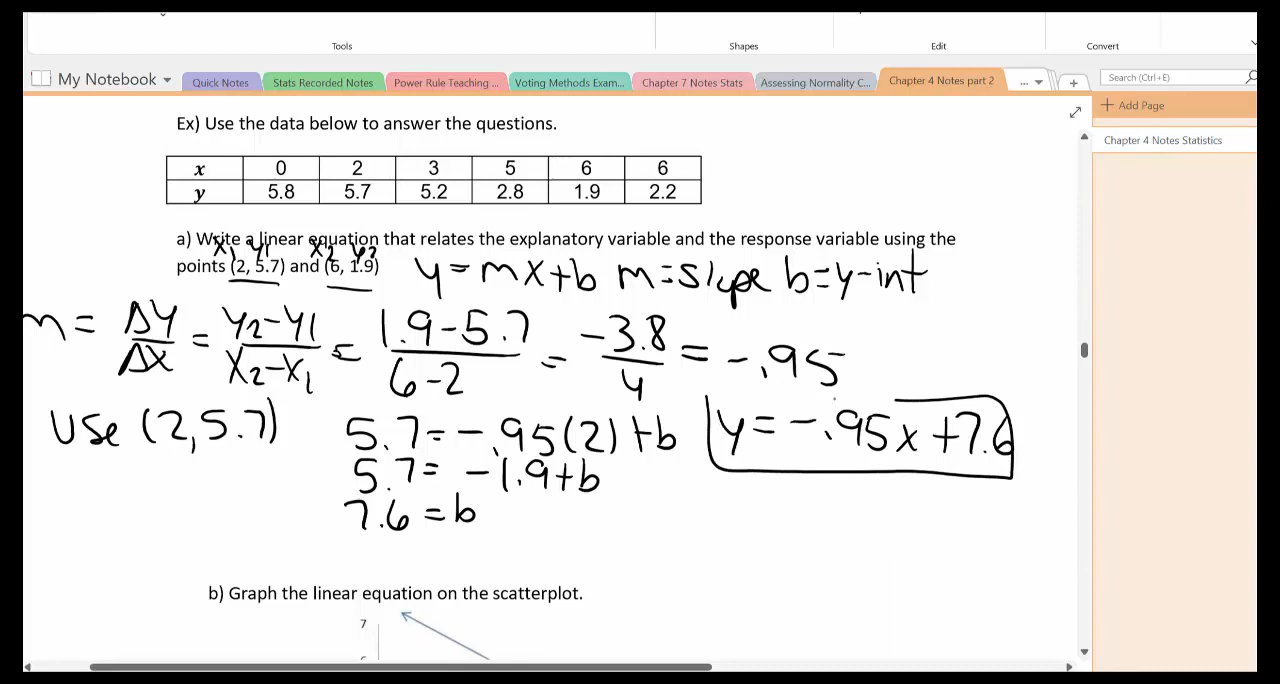 Tools Shapes Edit Convert
My Notebook Quick Notes Stats Recorded Notes Power Rule Teaching ... Voting Methods Exam... Chapter 7 Notes Stats Assessing Normality C... Chapter 4 Notes part 2 ... + Search (Ctrl+E)
+ Add Page
Chapter 4 Notes Statistics
Ex) Use the data below to answer the questions.
x 0 2 3 5 6 6
y 5.8 5.7 5.2 2.8 1.9 2.2
a) Write a linear equation that relates the explanatory variable and the response variable using the
x1 y1 x2 y2
points (2, 5.7) and (6, 1.9) y = mx+b m=slope b=y-int
m = Δy/Δx = y2-y1/x2-x1 = 1.9-5.7/6-2 = -3.8/4 = -.95
Use (2,5.7) 5.7= -.95(2)+b y= -.95x+7.6
5.7= -1.9+b
7.6 = b
b) Graph the linear equation on the scatterplot.
7